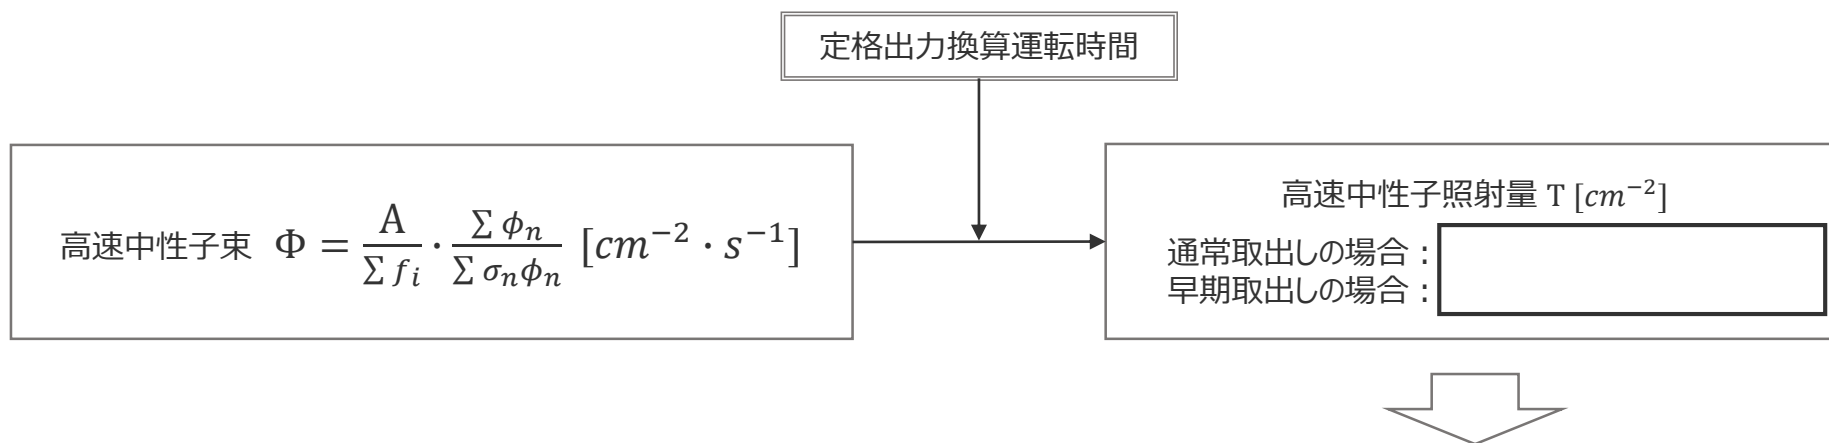 定格出力換算運転時間
高速中性子束 Φ = A / ∑ f_i · ∑ ϕ_n / ∑ σ_n ϕ_n [cm⁻² · s⁻¹]
高速中性子照射量 T [cm⁻²]
通常取出しの場合:
早期取出しの場合: